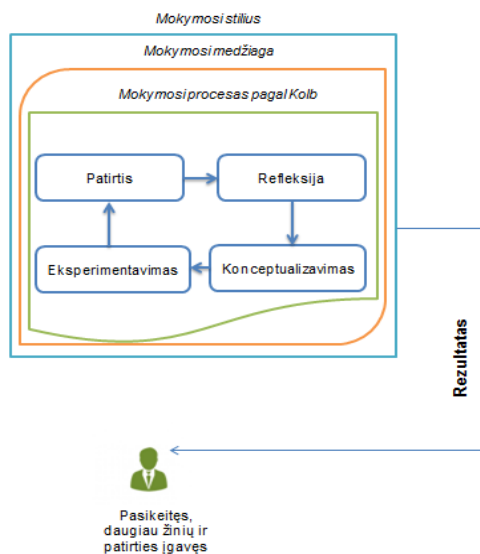 Mokymosi stilius
Mokymosi medžiaga
Mokymosi procesas pagal Kolb
Patirtis
Refleksija
Eksperimentavimas
Konceptualizavimas
Rezultatas
Pasikeitęs,
daugiau žinių ir
patirties įgavęs